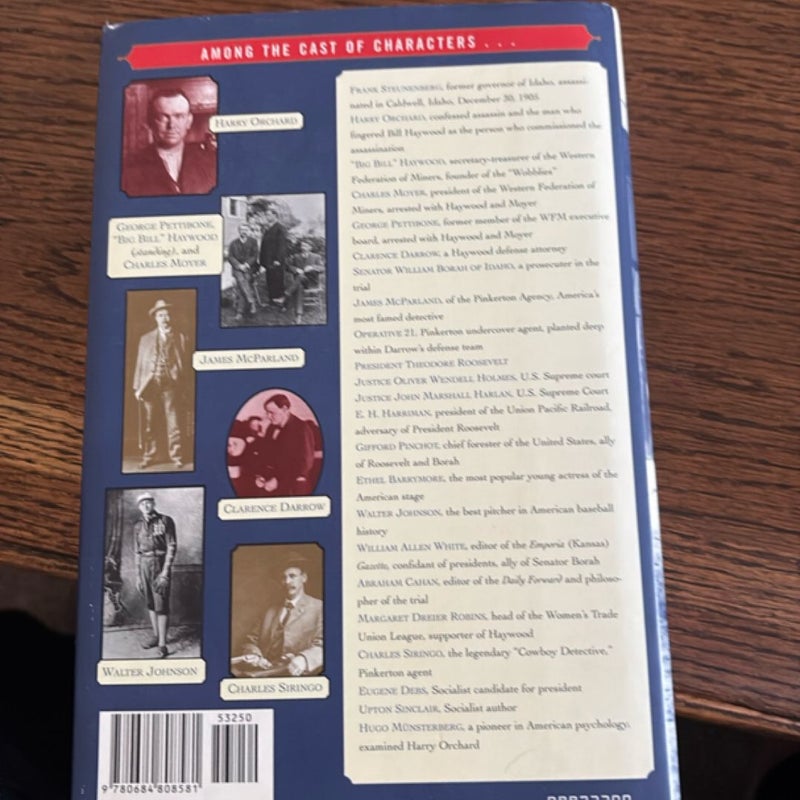 AMONG THE CAST OF CHARACTERS . . .
HARRY ORCHARD
GEORGE PETTIBONE,
"BIG BILL" HAYWOOD
(standing), and
CHARLES MOYER
JAMES MCPARLAND
CLARENCE DARROW
WALTER JOHNSON
CHARLES SIRINGO
FRANK STEUNENBERG, former governor of Idaho, assassi-
nated in Caldwell, Idaho, December 30, 1905
HARRY ORCHARD, confessed assassin and the man who
fingered Bill Haywood as the person who commissioned the
assassination
"BIG BILL" HAYWOOD, secretary-treasurer of the Western
Federation of Miners, founder of the "Wobblies"
CHARLES MOYER, president of the Western Federation of
Miners, arrested with Haywood and Moyer
GEORGE PETTIBONE, former member of the WFM executive
board, arrested with Haywood and Moyer
CLARENCE DARROW, a Haywood defense attorney
SENATOR WILLIAM BORAH OF IDAHO, a prosecutor in the
trial
JAMES MCPARLAND, of the Pinkerton Agency, America's
most famed detective
OPERATIVE 21, Pinkerton undercover agent, planted deep
within Darrow's defense team
PRESIDENT THEODORE ROOSEVELT
JUSTICE OLIVER WENDELL HOLMES, U.S. Supreme court
JUSTICE JOHN MARSHALL HARLAN, U.S. Supreme Court
E. H. HARRIMAN, president of the Union Pacific Railroad,
adversary of President Roosevelt
GIFFORD PINCHOT, chief forester of the United States, ally
of Roosevelt and Borah
ETHEL BARRYMORE, the most popular young actress of the
American stage
WALTER JOHNSON, the best pitcher in American baseball
history
WILLIAM ALLEN WHITE, editor of the Emporia (Kansas)
Gazette, confidant of presidents, ally of Senator Borah
ABRAHAM CAHAN, editor of the Daily Forward and philoso-
pher of the trial
MARGARET DREIER ROBINS, head of the Women's Trade
Union League, supporter of Haywood
CHARLES SIRINGO, the legendary "Cowboy Detective,"
Pinkerton agent
EUGENE DEBS, Socialist candidate for president
UPTON SINCLAIR, Socialist author
HUGO MÜNSTERBERG, a pioneer in American psychology,
examined Harry Orchard
53250
9 780684 808581